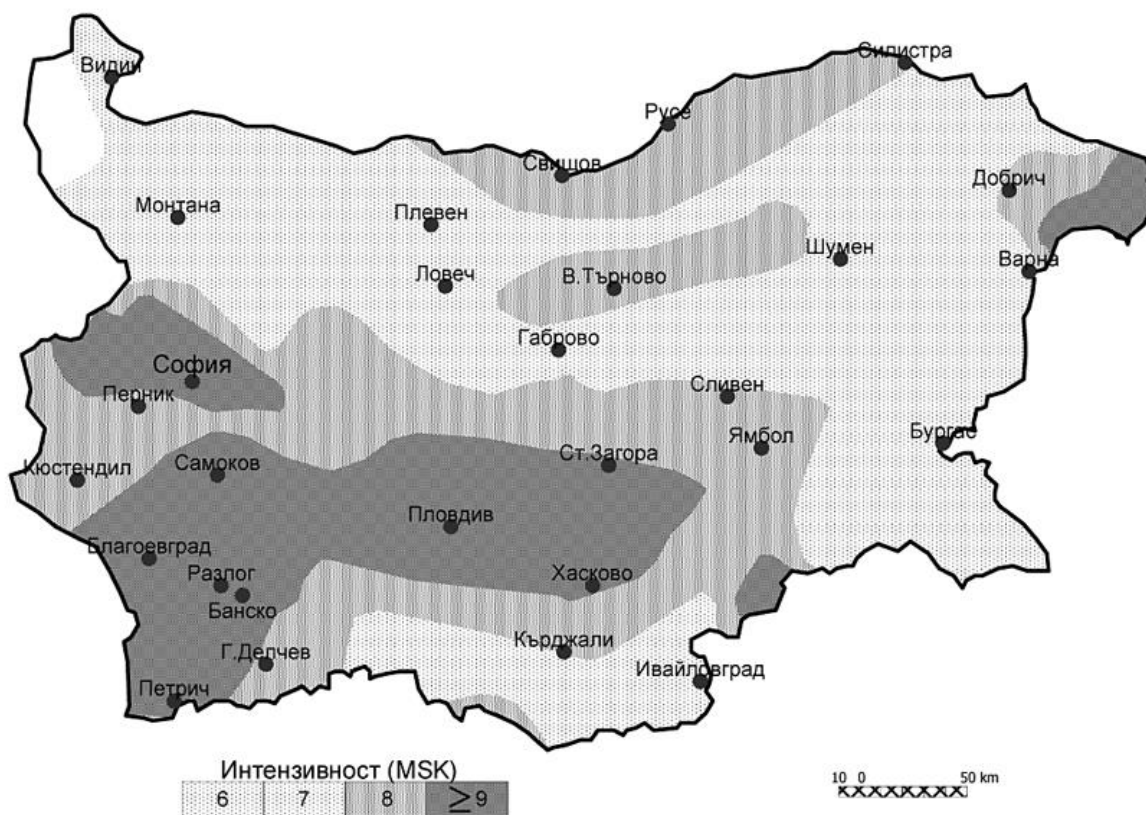 Силистра
Видин
Русе
Свищов
Добрич
Монтана
Плевен
Шумен
Варна
Ловеч
В.Търново
Габрово
София
Перник
Сливен
Ямбол
Бургас
Кюстендил
Самоков
Ст.Загора
Пловдив
Благоевград
Разлог
Хасково
Банско
Кърджали
Г.Делчев
Ивайловград
Петрич
Интензивност (MSK)
6 7 8 ≥9
10 0 50 km